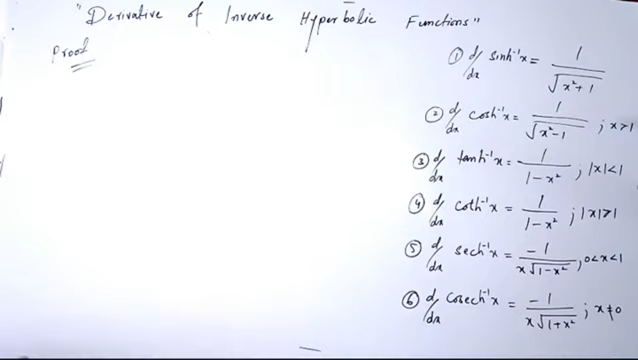 "Derivative of Inverse Hyperbolic Functions"
Proof
① d/dx sinh⁻¹x = 1/√(x²+1)
② d/dx cosh⁻¹x = 1/√(x²-1) ; x>1
③ d/dx tanh⁻¹x = 1/(1-x²) ; |x|<1
④ d/dx coth⁻¹x = 1/(1-x²) ; |x|>1
⑤ d/dx sech⁻¹x = -1/(x√(1-x²)) ; 0<x<1
⑥ d/dx cosech⁻¹x = -1/(x√(1+x²)) ; x≠0